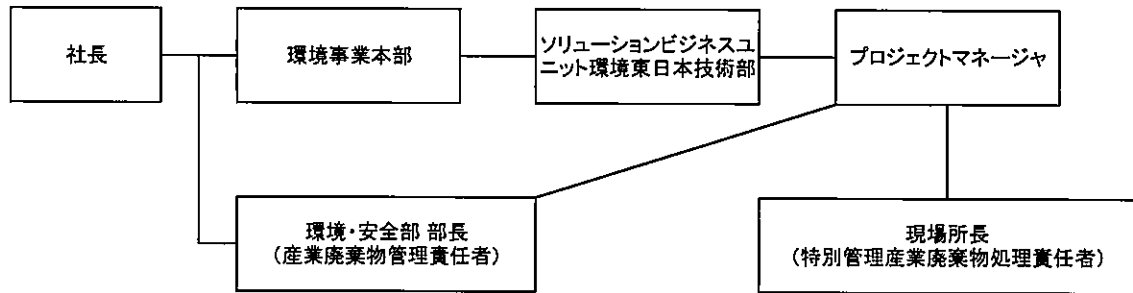 社長
環境事業本部
ソリューションビジネスユ
ニット環境東日本技術部
プロジェクトマネージャ
環境・安全部 部長
（産業廃棄物管理責任者）
現場所長
（特別管理産業廃棄物処理責任者）